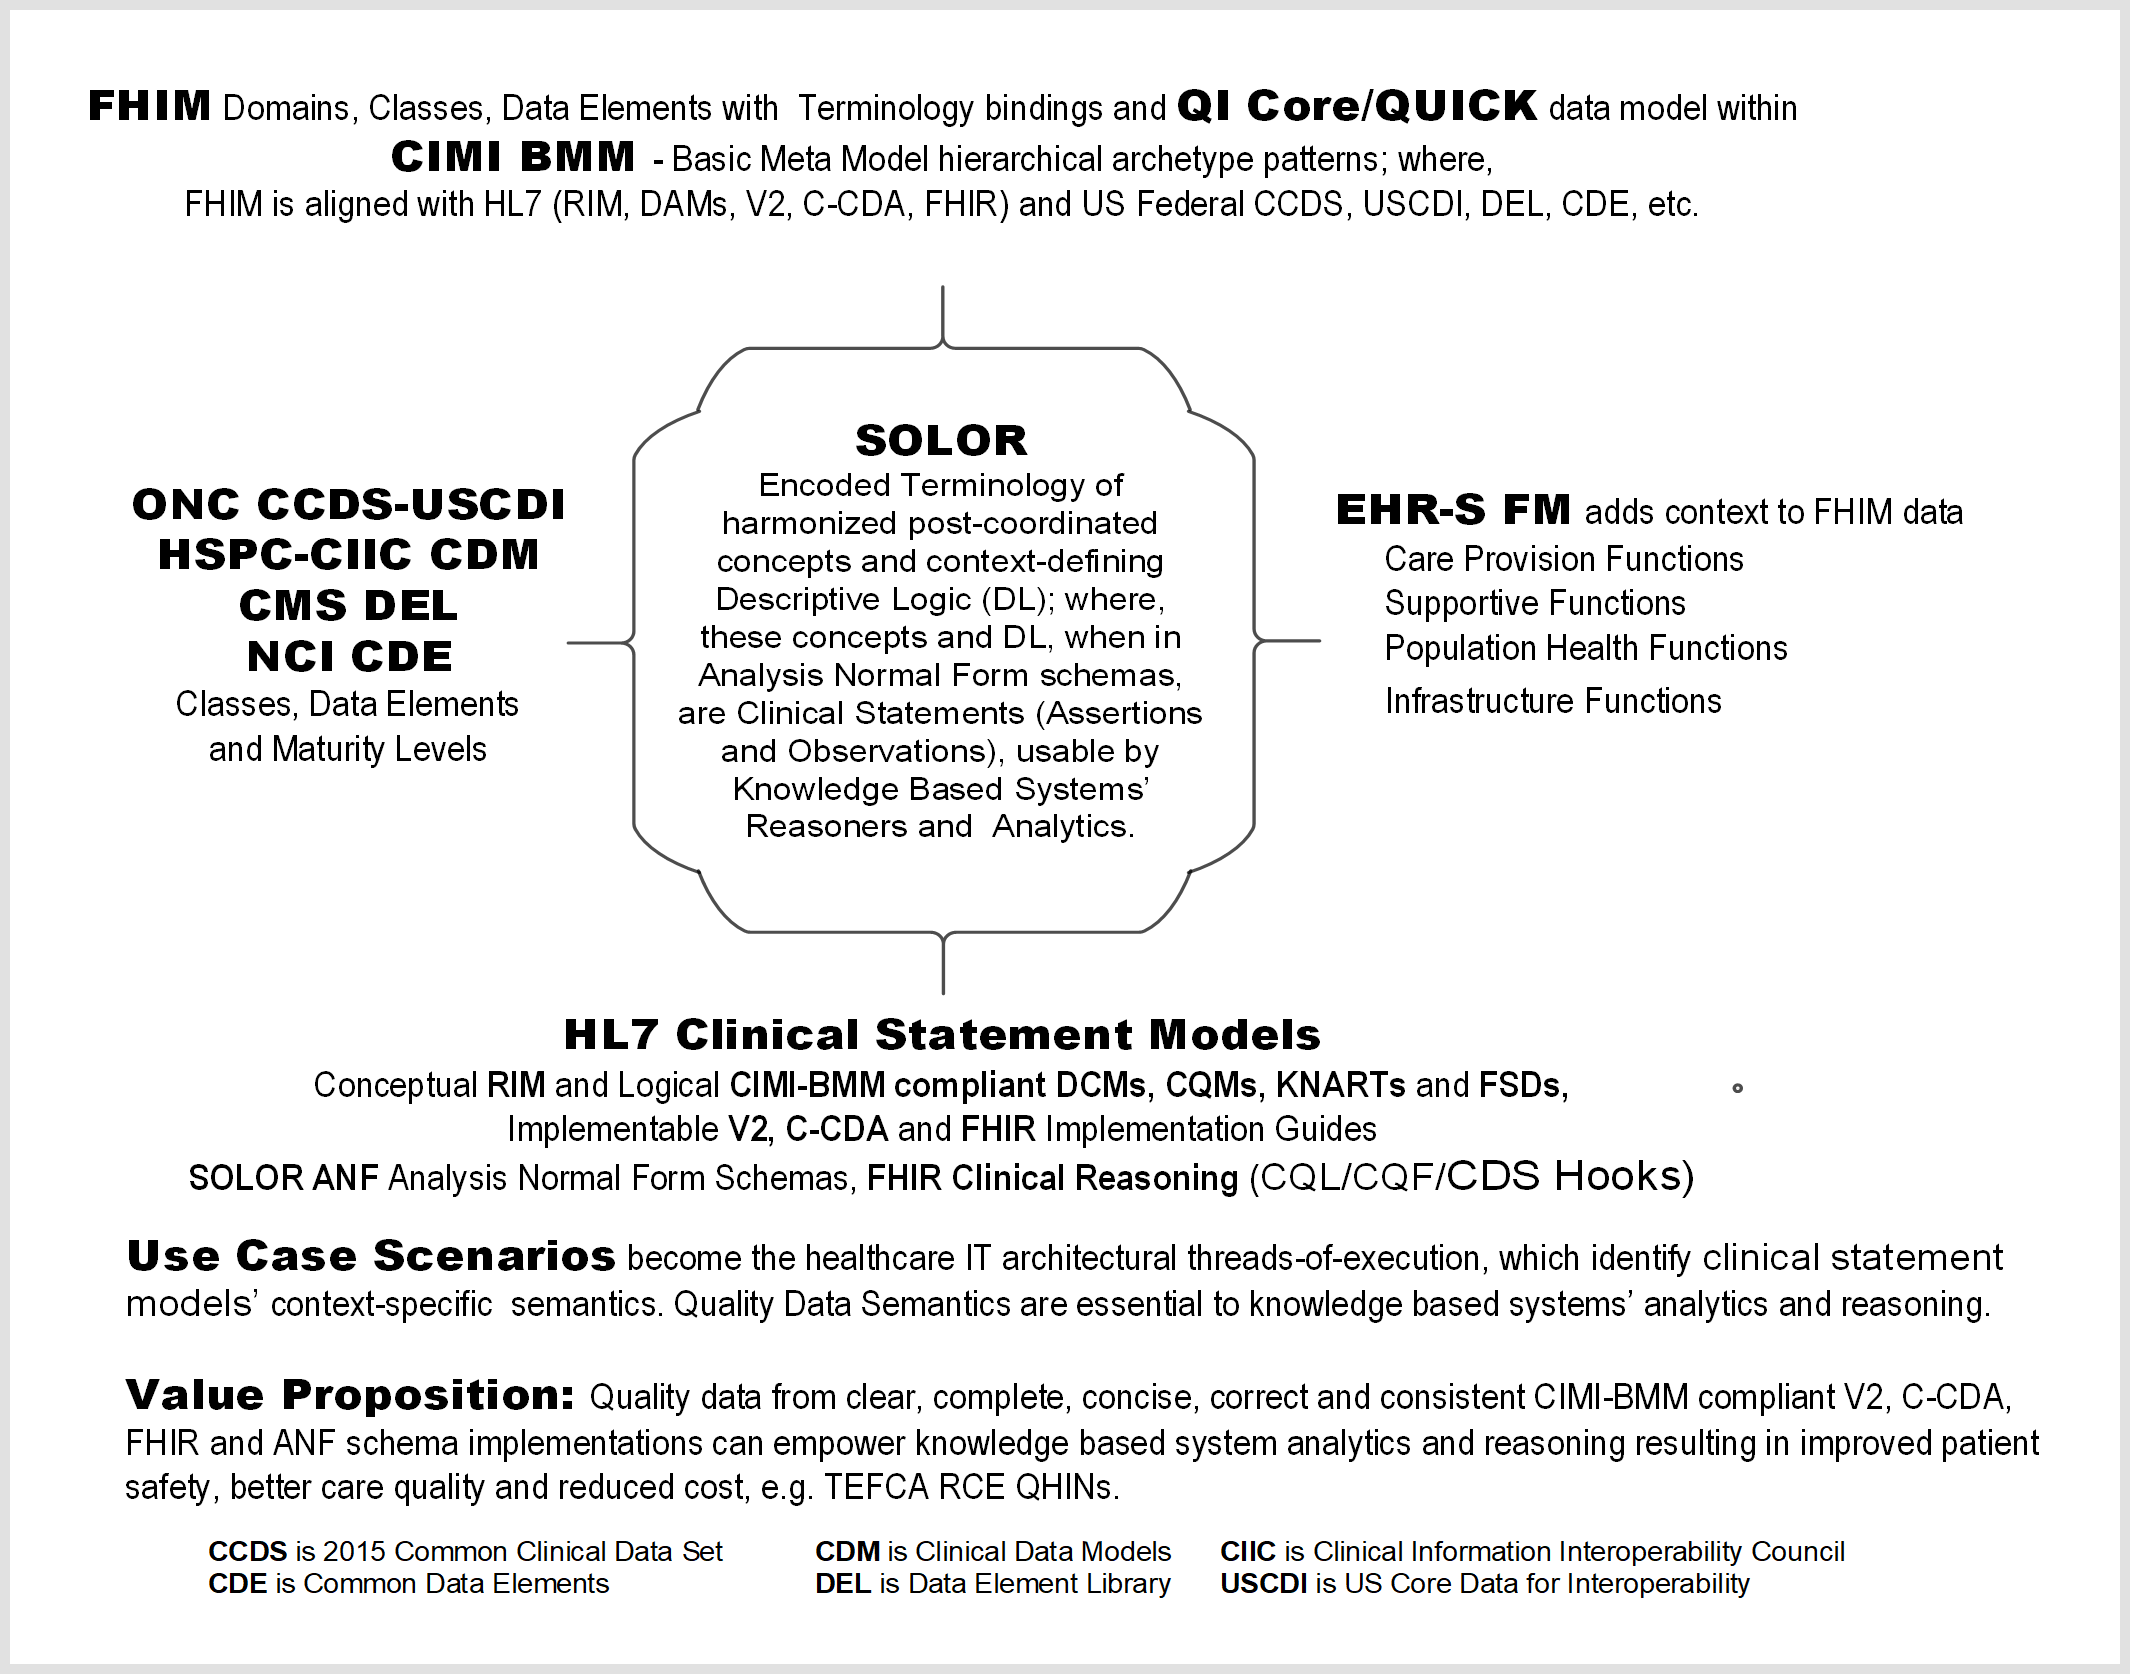 FHIM Domains, Classes, Data Elements with Terminology bindings and QI Core/QUICK data model within
CIMI BMM - Basic Meta Model hierarchical archetype patterns; where,
FHIM is aligned with HL7 (RIM, DAMs, V2, C-CDA, FHIR) and US Federal CCDS, USCDI, DEL, CDE, etc.
ONC CCDS-USCDI
HSPC-CIIC CDM
CMS DEL
NCI CDE
Classes, Data Elements
and Maturity Levels
SOLOR
Encoded Terminology of
harmonized post-coordinated
concepts and context-defining
Descriptive Logic (DL); where,
these concepts and DL, when in
Analysis Normal Form schemas,
are Clinical Statements (Assertions
and Observations), usable by
Knowledge Based Systems’
Reasoners and Analytics.
EHR-S FM adds context to FHIM data
Care Provision Functions
Supportive Functions
Population Health Functions
Infrastructure Functions
HL7 Clinical Statement Models
Conceptual RIM and Logical CIMI-BMM compliant DCMs, CQMs, KNARTs and FSDs,
Implementable V2, C-CDA and FHIR Implementation Guides
SOLOR ANF Analysis Normal Form Schemas, FHIR Clinical Reasoning (CQL/CQF/CDS Hooks)
Use Case Scenarios become the healthcare IT architectural threads-of-execution, which identify clinical statement
models’ context-specific semantics. Quality Data Semantics are essential to knowledge based systems’ analytics and reasoning.
Value Proposition: Quality data from clear, complete, concise, correct and consistent CIMI-BMM compliant V2, C-CDA,
FHIR and ANF schema implementations can empower knowledge based system analytics and reasoning resulting in improved patient
safety, better care quality and reduced cost, e.g. TEFCA RCE QHINs.
CCDS is 2015 Common Clinical Data Set CDM is Clinical Data Models CIIC is Clinical Information Interoperability Council
CDE is Common Data Elements DEL is Data Element Library USCDI is US Core Data for Interoperability